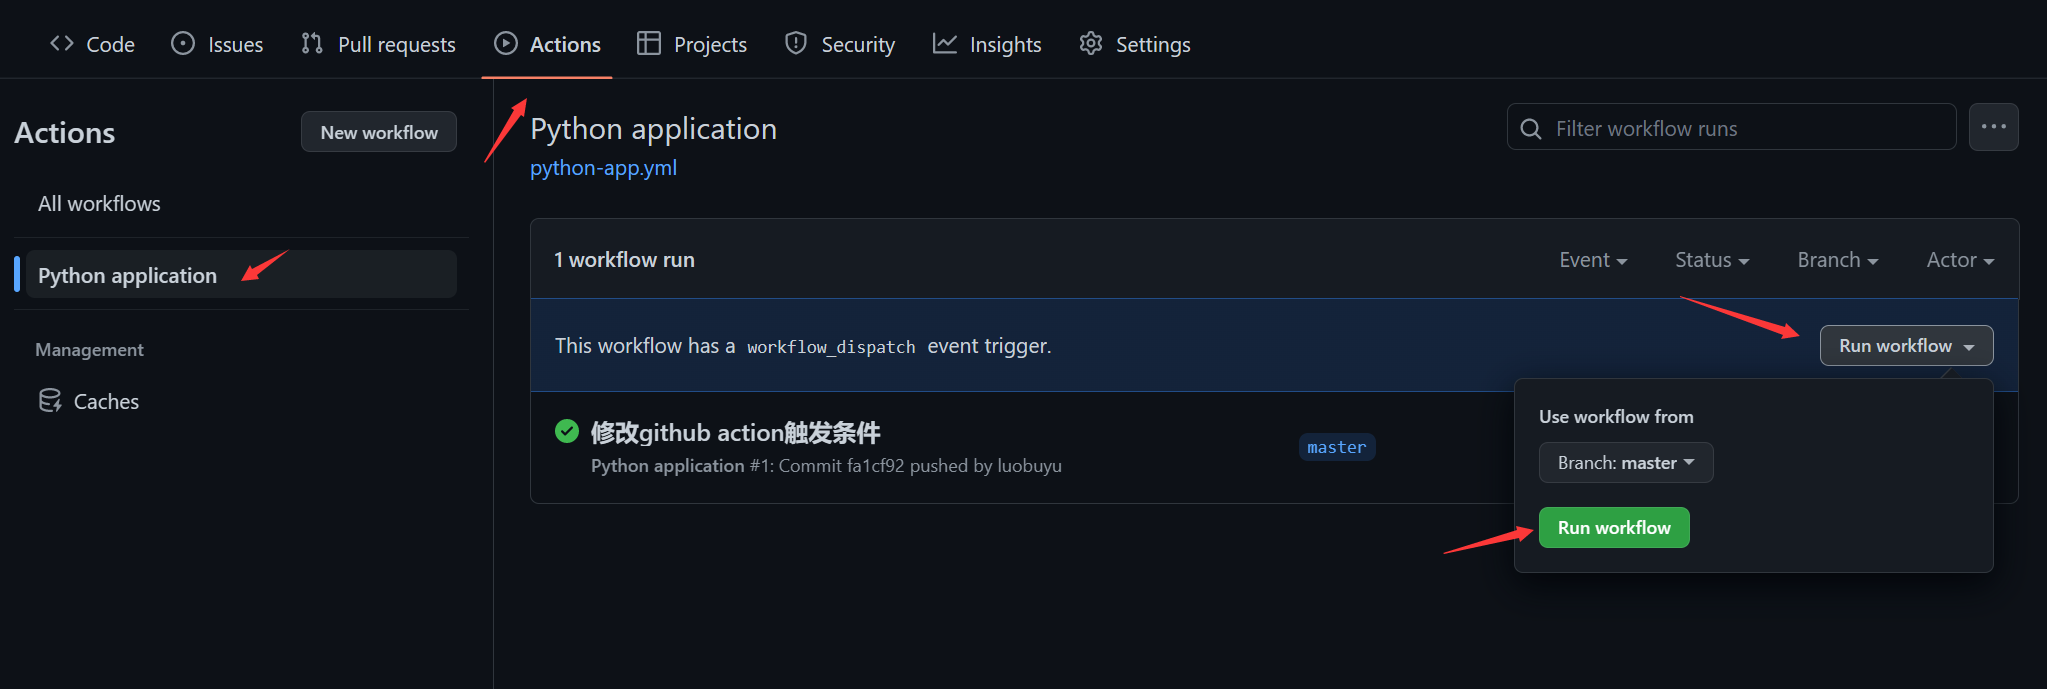 Code Issues Pull requests Actions Projects Security Insights Settings
Actions
New workflow
All workflows
Python application
Management
Caches
Python application
python-app.yml
Filter workflow runs
1 workflow run
Event Status Branch Actor
This workflow has a workflow_dispatch event trigger.
Run workflow
修改github action触发条件
Python application #1: Commit fa1cf92 pushed by luobuyu
master
Use workflow from
Branch: master
Run workflow